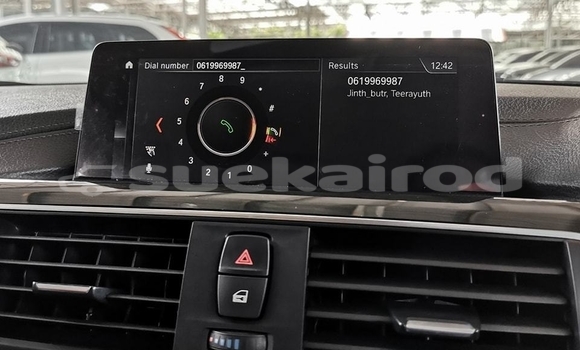 Dial number
0619969987_
Results
12:42
0619969987
Jinth_butr, Teerayuth
7 8 9
6 *
5 #
4
3 +
2 1 0
suekairod